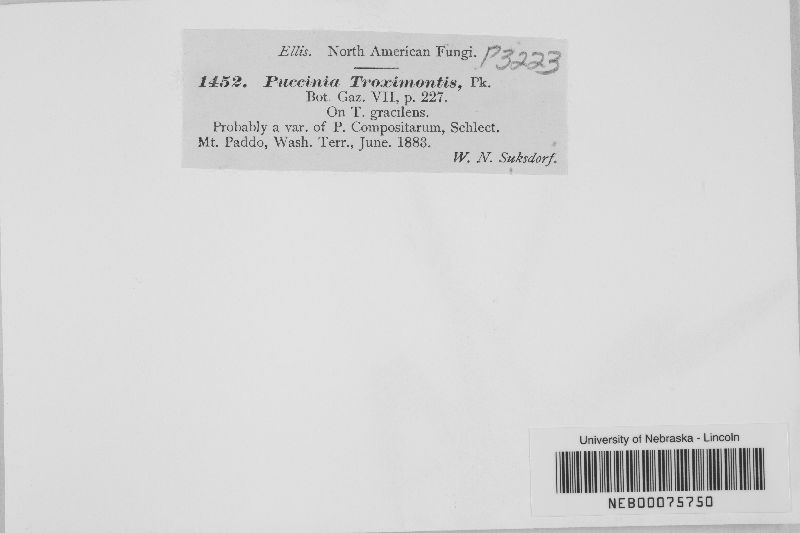 Ellis. North American Fungi. P3223
1452. Puccinia Troximontis, Pk.
Bot. Gaz. VII, p. 227.
On T. gracilens.
Probably a var. of P. Compositarum, Schlect.
Mt. Paddo, Wash. Terr., June. 1883.
W. N. Suksdorf.
University of Nebraska - Lincoln
NEB00075750